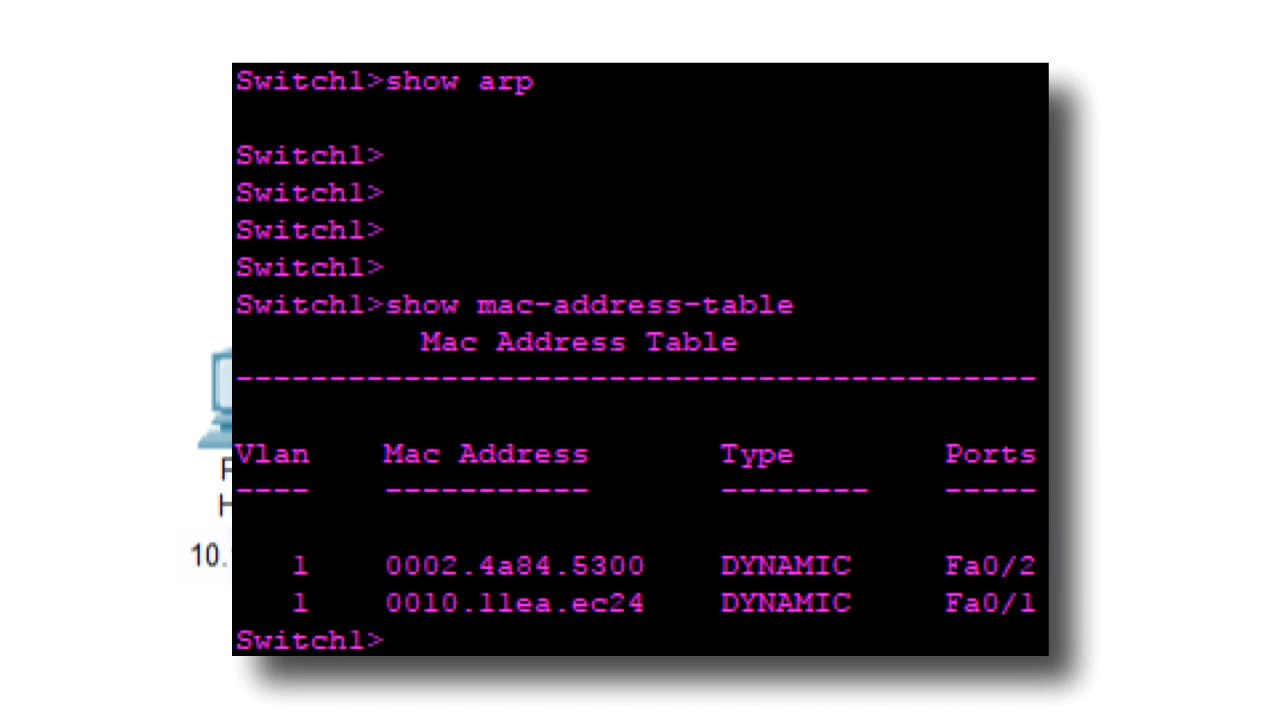 Switch1>show arp
Switch1>
Switch1>
Switch1>
Switch1>
Switch1>show mac-address-table
Mac Address Table
-------------------------------------------
Vlan    Mac Address       Type        Ports
----    -----------       --------    -----
1    0002.4a84.5300    DYNAMIC     Fa0/2
1    0010.11ea.ec24    DYNAMIC     Fa0/1
Switch1>
10.